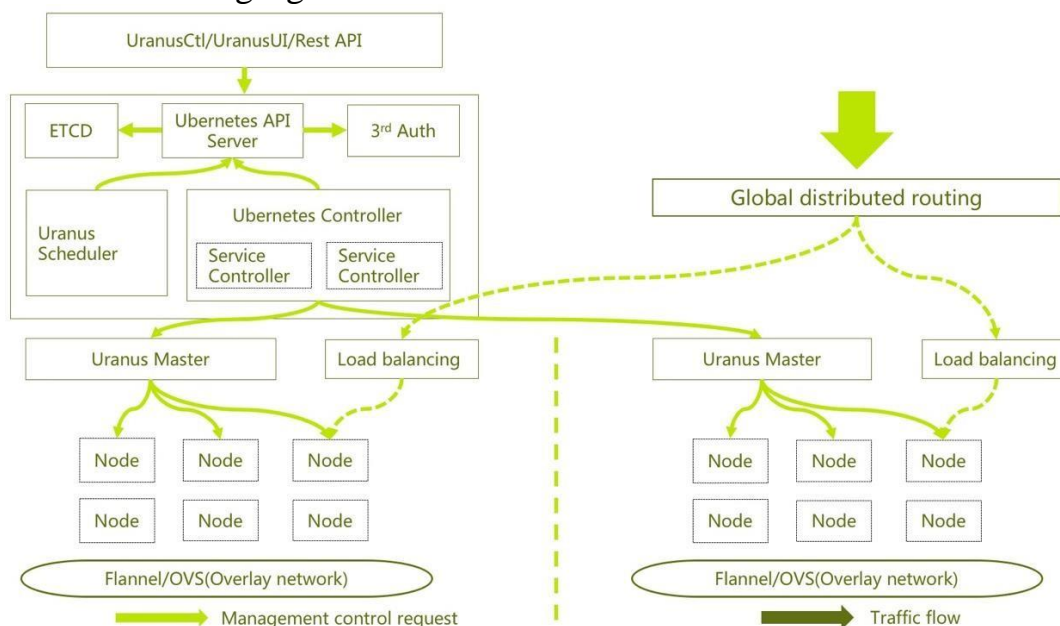 UranusCtl/UranusUI/Rest API
ETCD
Ubernetes API
Server
3rd Auth
Uranus
Scheduler
Ubernetes Controller
Service
Controller
Service
Controller
Global distributed routing
Uranus Master
Load balancing
Uranus Master
Load balancing
Node
Node
Node
Node
Node
Node
Node
Node
Node
Node
Node
Node
Flannel/OVS(Overlay network)
Flannel/OVS(Overlay network)
Management control request
Traffic flow